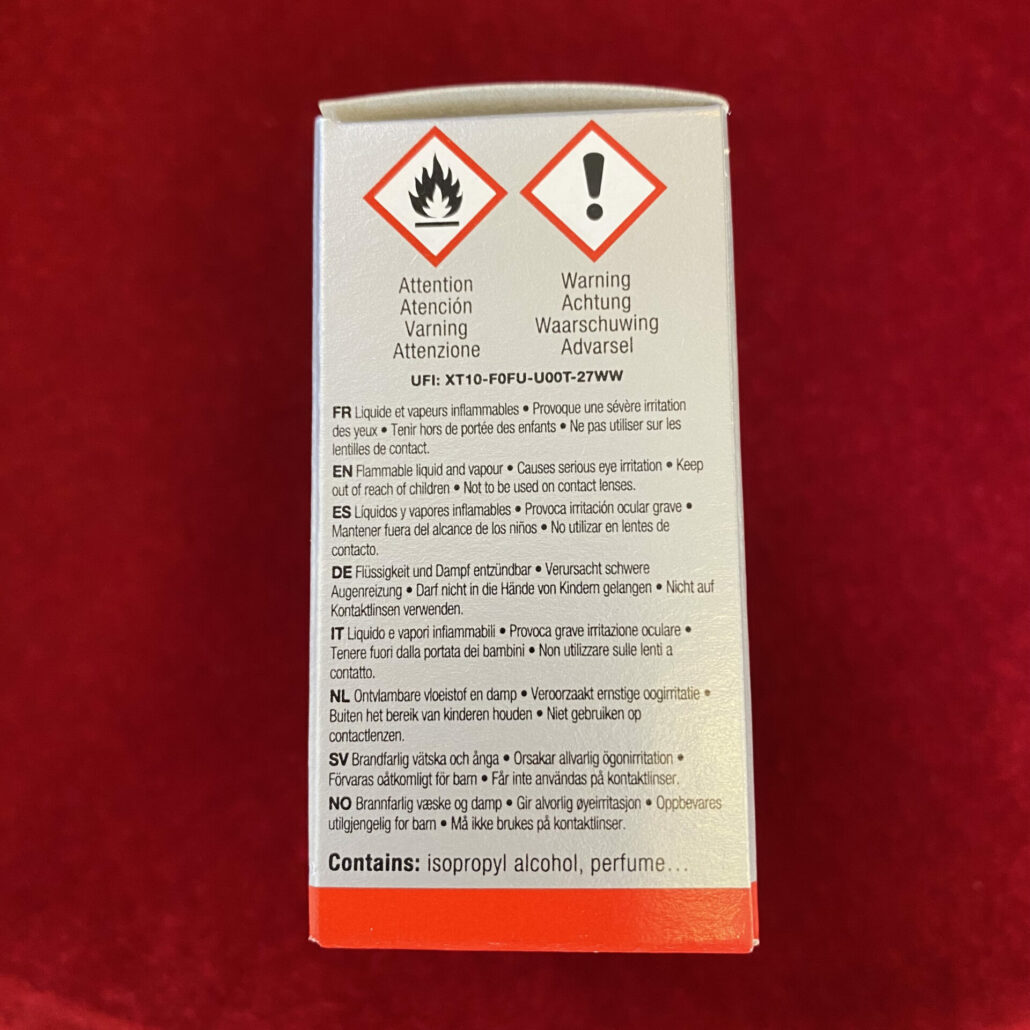 Attention
Atención
Varning
Attenzione
Warning
Achtung
Waarschuwing
Advarsel
UFI: XT10-F0FU-U00T-27WW
FR Liquide et vapeurs inflammables • Provoque une sévère irritation
des yeux • Tenir hors de portée des enfants • Ne pas utiliser sur les
lentilles de contact.
EN Flammable liquid and vapour • Causes serious eye irritation • Keep
out of reach of children • Not to be used on contact lenses.
ES Líquidos y vapores inflamables • Provoca irritación ocular grave •
Mantener fuera del alcance de los niños • No utilizar en lentes de
contacto.
DE Flüssigkeit und Dampf entzündbar • Verursacht schwere
Augenreizung • Darf nicht in die Hände von Kindern gelangen • Nicht auf
Kontaktlinsen verwenden.
IT Liquido e vapori infiammabili • Provoca grave irritazione oculare •
Tenere fuori dalla portata dei bambini • Non utilizzare sulle lenti a
contatto.
NL Ontvlambare vloeistof en damp • Veroorzaakt ernstige oogirritatie •
Buiten het bereik van kinderen houden • Niet gebruiken op
contactlenzen.
SV Brandfarlig vätska och ånga • Orsakar allvarlig ögonirritation •
Förvaras oåtkomligt för barn • Får inte användas på kontaktlinser.
NO Brannfarlig væske og damp • Gir alvorlig øyeirritasjon • Oppbevares
utilgjengelig for barn • Må ikke brukes på kontaktlinser.
Contains: isopropyl alcohol, perfume...